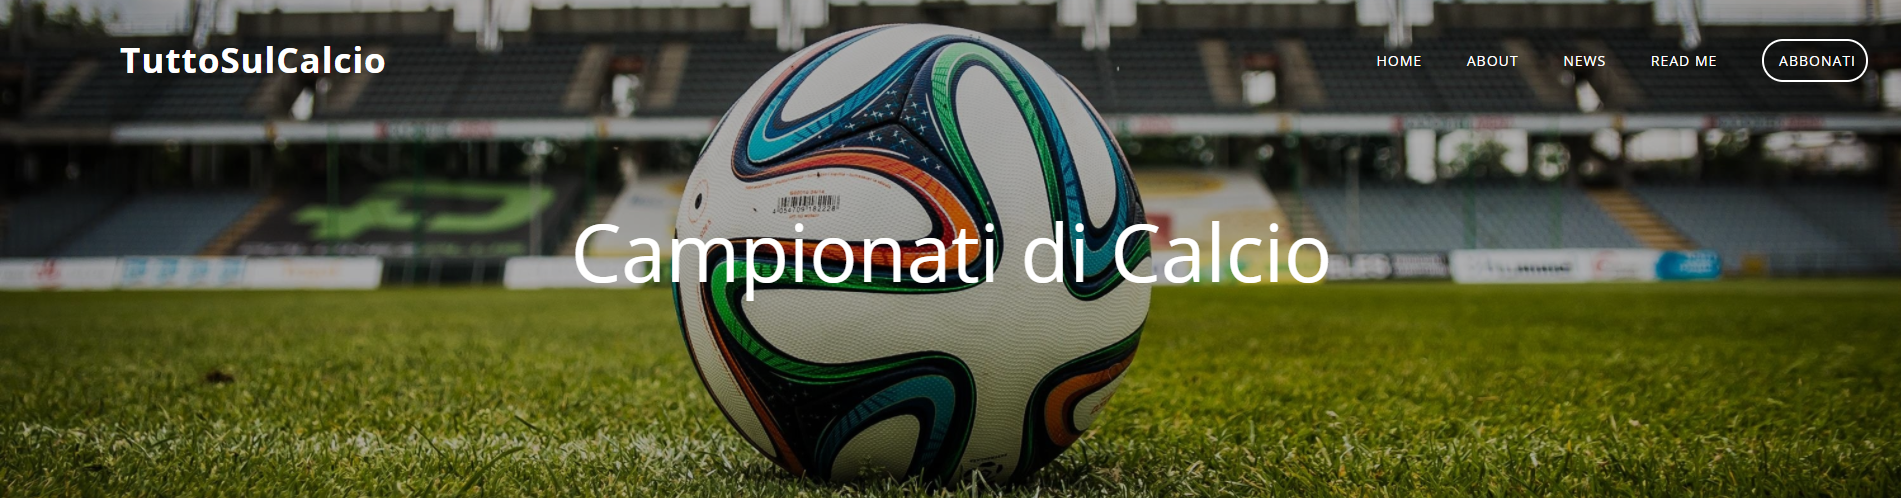 TuttoSulCalcio
HOME ABOUT NEWS READ ME ABBONATI
Campionati di Calcio